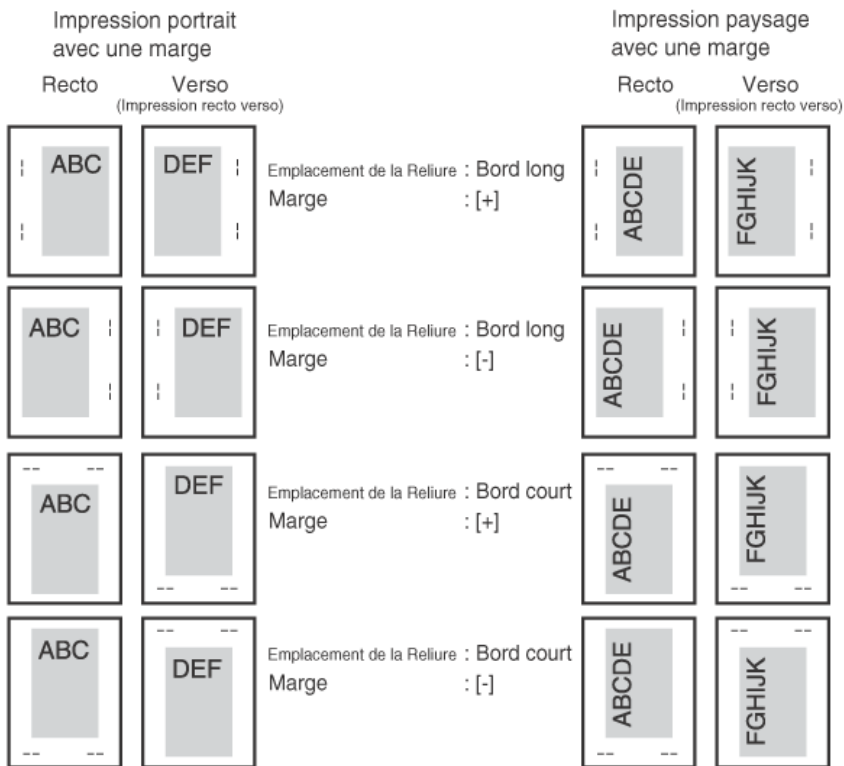 Impression portrait
avec une marge
Impression paysage
avec une marge
Recto
Verso
(Impression recto verso)
Recto
Verso
(Impression recto verso)
ABC
DEF
Emplacement de la Reliure : Bord long
Marge : [+]
ABCDE
FGHIJK
ABC
DEF
Emplacement de la Reliure : Bord long
Marge : [-]
ABCDE
FGHIJK
ABC
DEF
Emplacement de la Reliure : Bord court
Marge : [+]
ABCDE
FGHIJK
ABC
DEF
Emplacement de la Reliure : Bord court
Marge : [-]
ABCDE
FGHIJK